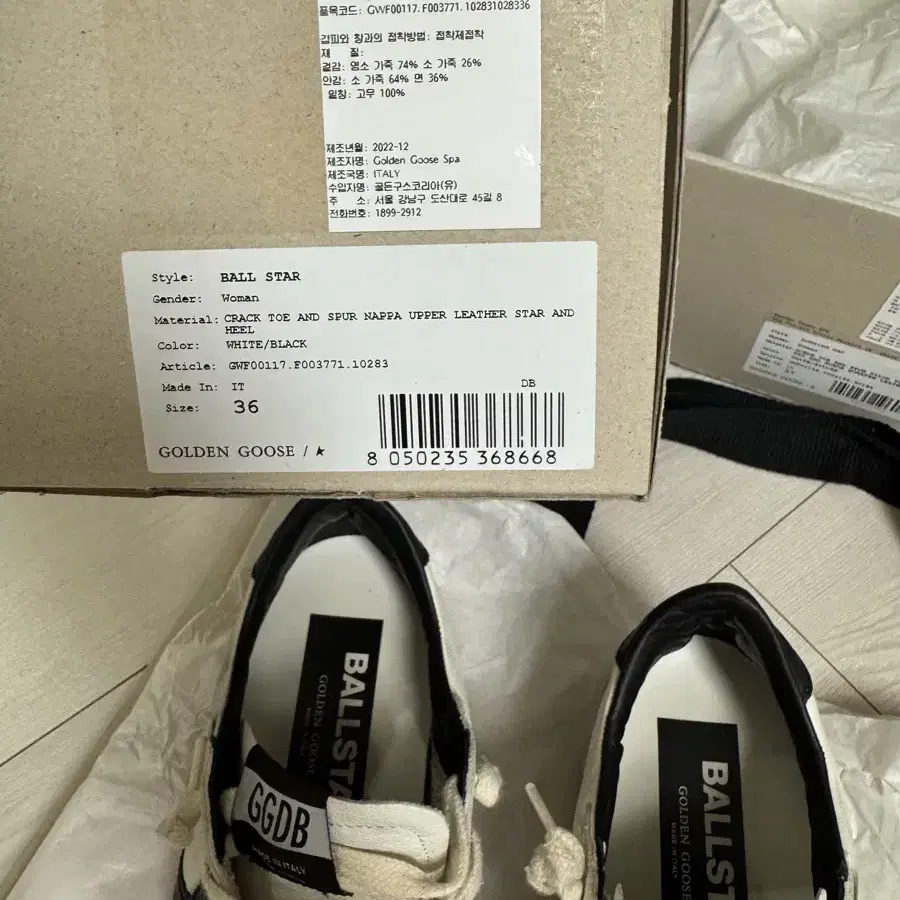 품목코드: GWF00117.F003771.102831028336
갑피와 창과의 접착방법: 접착제접착
재 질:
겉감: 염소 가죽 74% 소 가죽 26%
안감: 소 가죽 64% 면 36%
밑창: 고무 100%
제조년월: 2022-12
제조자명: Golden Goose Spa
제조국명: ITALY
수입자명: 골든구스코리아(유)
주 소: 서울 강남구 도산대로 45길 8
전화번호: 1899-2912
Style: BALL STAR
Gender: Woman
Material: CRACK TOE AND SPUR NAPPA UPPER LEATHER STAR AND
HEEL
Color: WHITE/BLACK
Article: GWF00117.F003771.10283
Made In: IT
DB
Size: 36
GOLDEN GOOSE /
8 050235 368668
BALLSTA
GOLDEN GOOSE
GGDB
MADE IN ITALY
BALLST
GOLDEN GOOSE
MADE IN ITALY